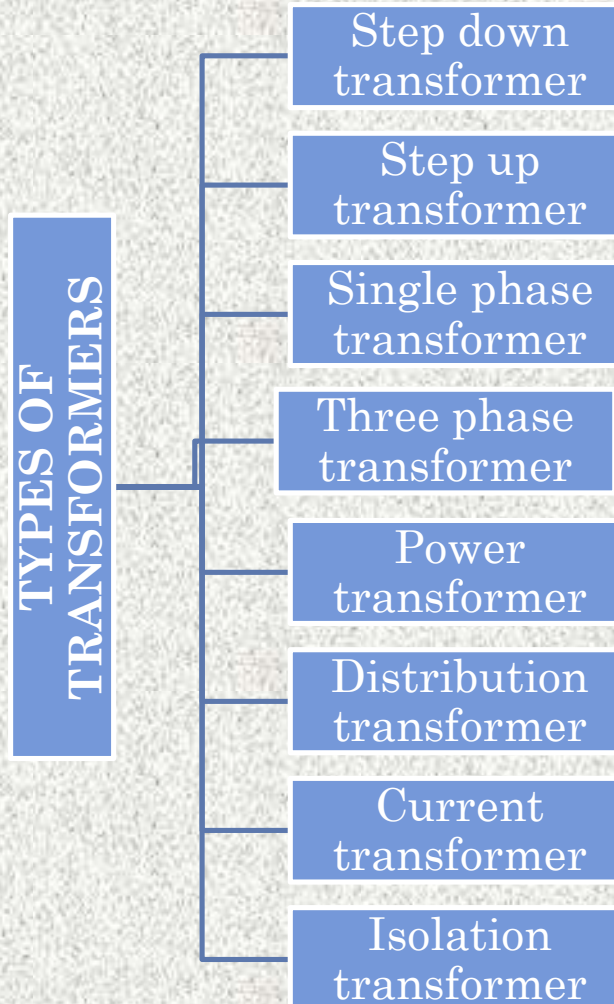 TYPES OF
TRANSFORMERS
Step down
transformer
Step up
transformer
Single phase
transformer
Three phase
transformer
Power
transformer
Distribution
transformer
Current
transformer
Isolation
transformer